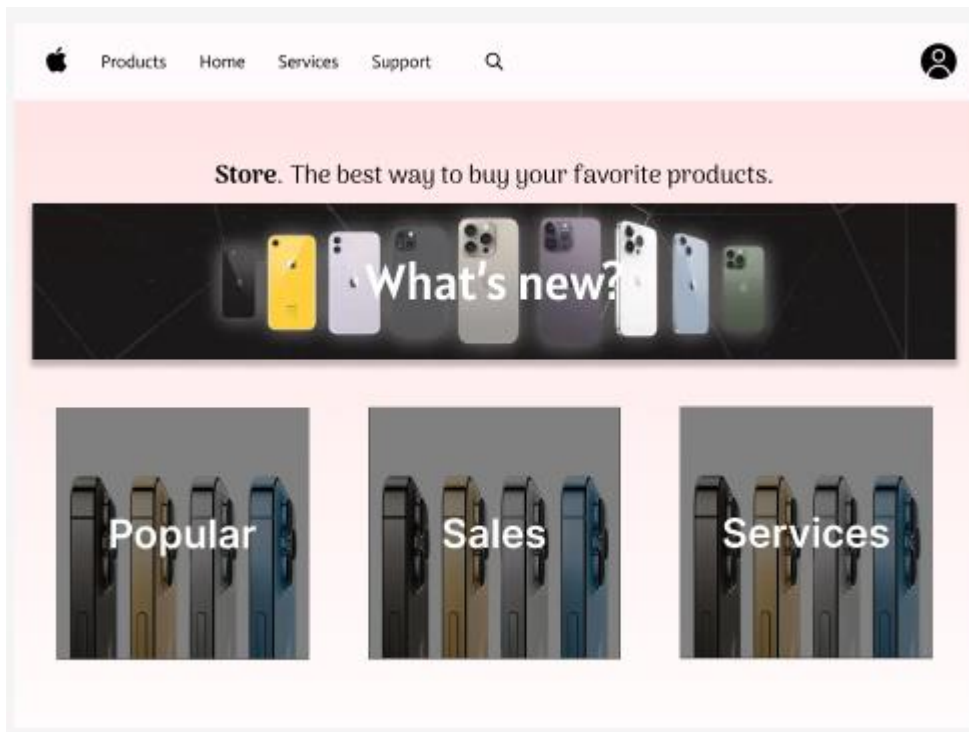 Products Home Services Support
Store. The best way to buy your favorite products.
What's new?
Popular Sales Services